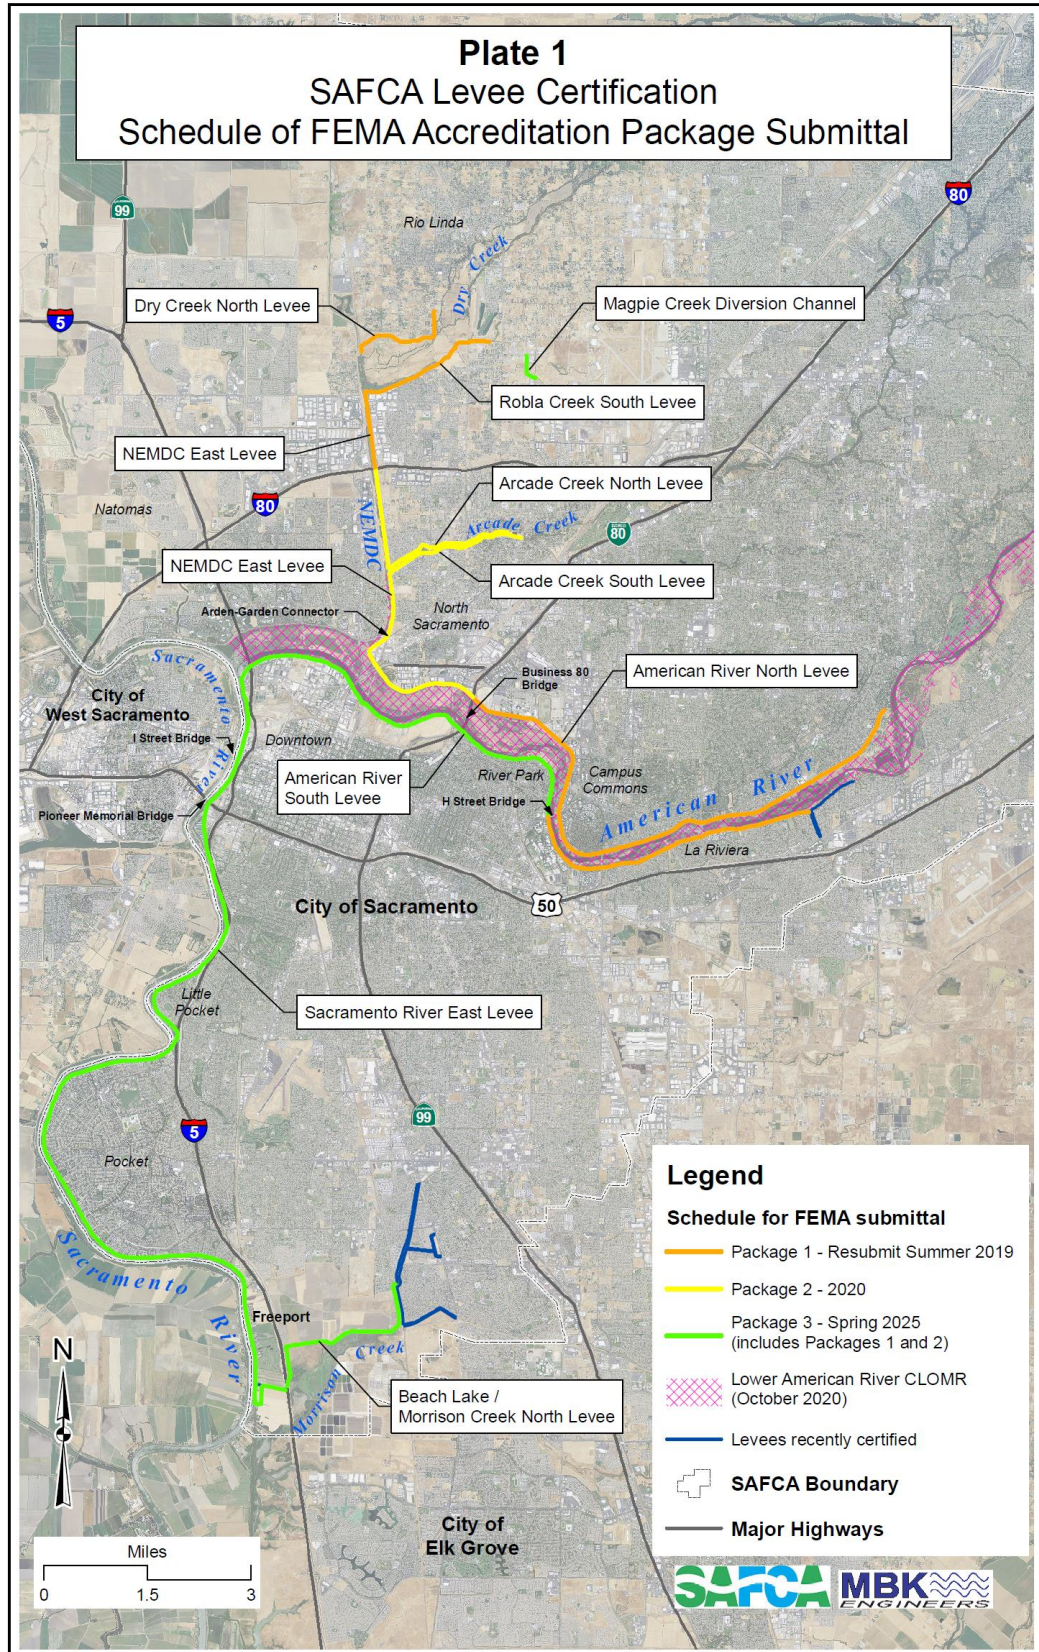 Plate 1
SAFCA Levee Certification
Schedule of FEMA Accreditation Package Submittal
99
80
Rio Linda
Dry Creek
Dry Creek North Levee
Magpie Creek Diversion Channel
5
Robla Creek South Levee
NEMDC East Levee
Arcade Creek North Levee
Natomas
80
NEMDC
Arcade Creek
BUSINESS
80
NEMDC East Levee
Arcade Creek South Levee
Arden-Garden Connector
North
Sacramento
Sacramento River
American River North Levee
Business 80
Bridge
City of
West Sacramento
I Street Bridge
Downtown
American River
South Levee
River Park
Campus
Commons
American River
H Street Bridge
Pioneer Memorial Bridge
La Riviera
City of Sacramento
50
Little
Pocket
Sacramento River East Levee
99
5
Pocket
Sacramento River
Freeport
Morrison Creek
Beach Lake /
Morrison Creek North Levee
City of
Elk Grove
N
Miles
0 1.5 3
Legend
Schedule for FEMA submittal
Package 1 - Resubmit Summer 2019
Package 2 - 2020
Package 3 - Spring 2025
(includes Packages 1 and 2)
Lower American River CLOMR
(October 2020)
Levees recently certified
SAFCA Boundary
Major Highways
SAFCA
MBK
ENGINEERS